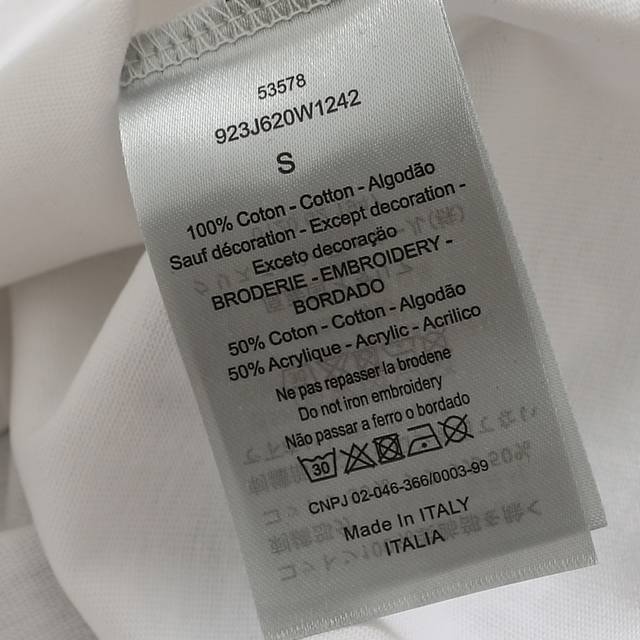 53578
923J620W1242
S
100% Coton - Cotton - Algodão
Sauf décoration - Except decoration -
Exceto decoração
BRODERIE -EMBROIDERY -
BORDADO
50% Coton - Cotton - Algodão
50% Acrylique - Acrylic - Acrilico
Ne pas repasser la brodene
Do not iron embroidery
Não passar a ferro o bordado
30
CNPJ 02-046-366/0003-99
Made In ITALY
ITALIA